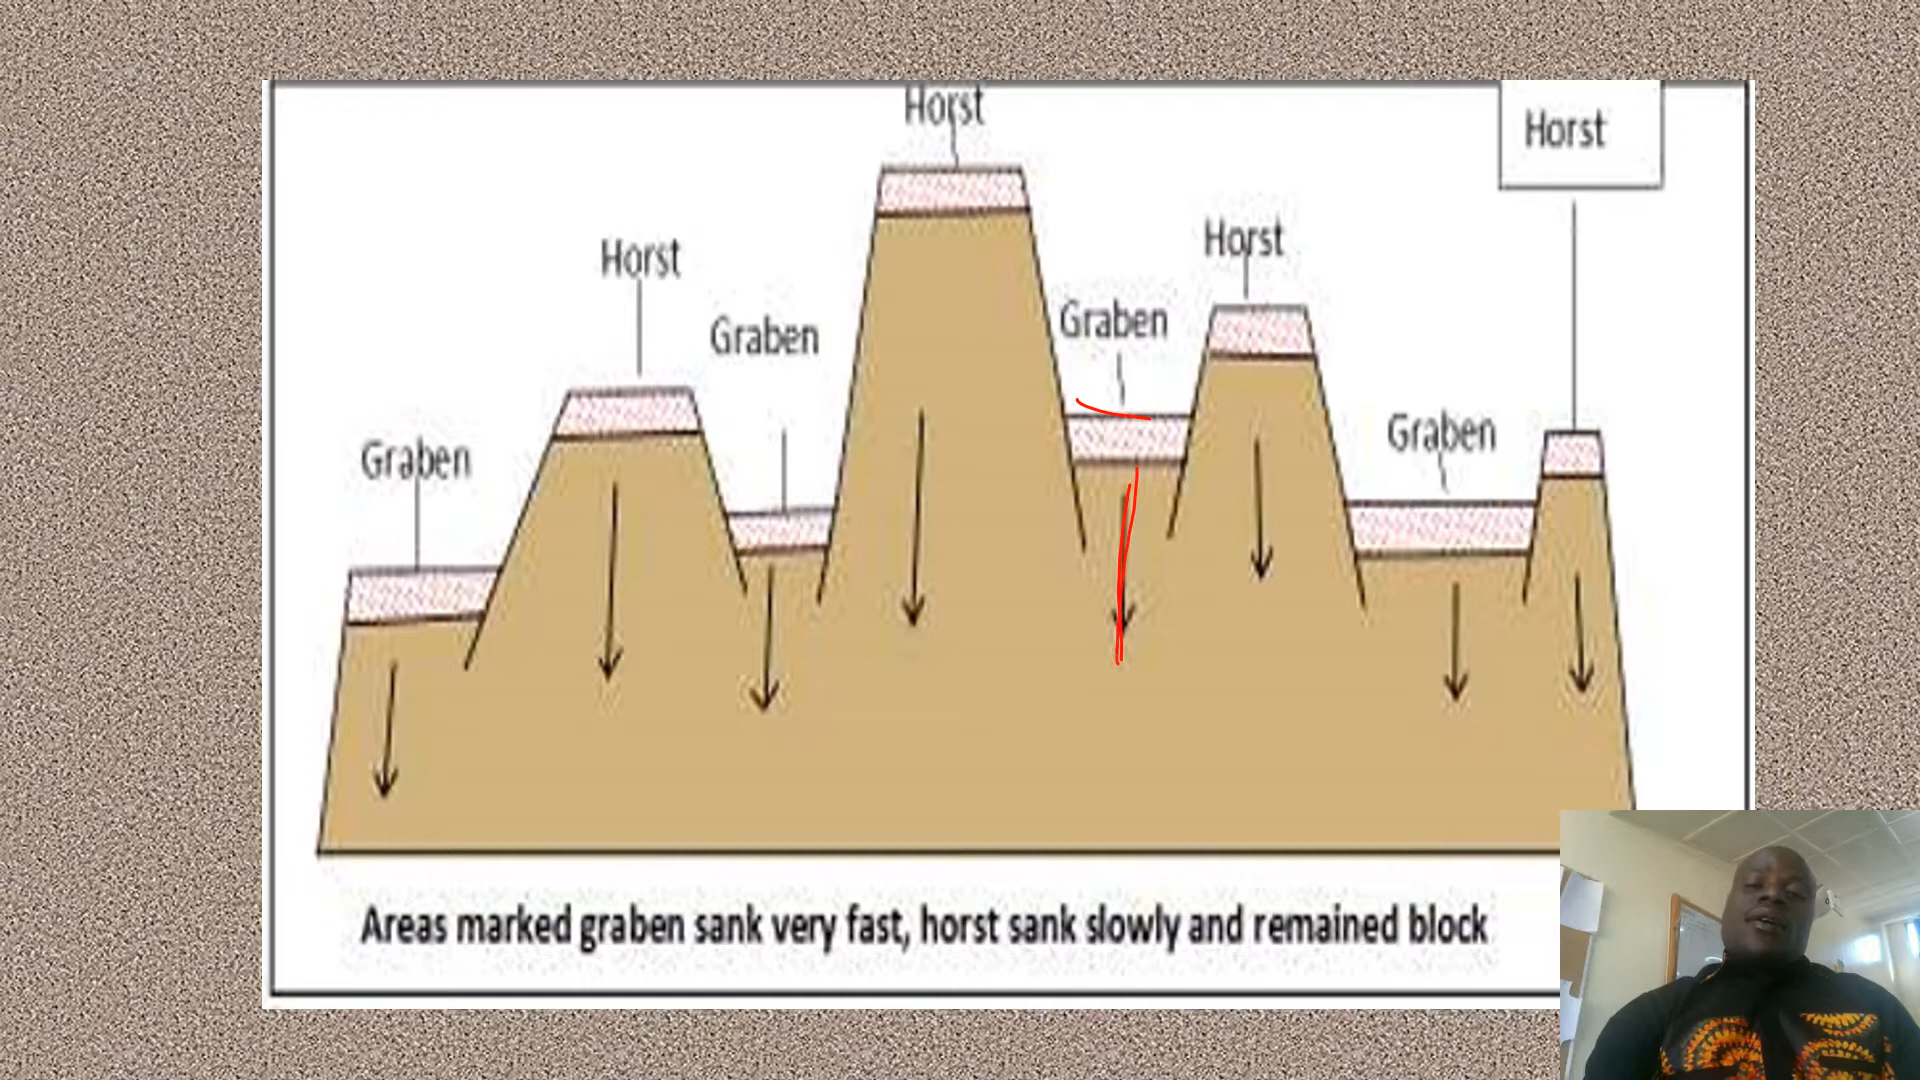 Horst
Horst
Horst
Horst
Graben
Graben
Graben
Graben
Areas marked graben sank very fast, horst sank slowly and remained block